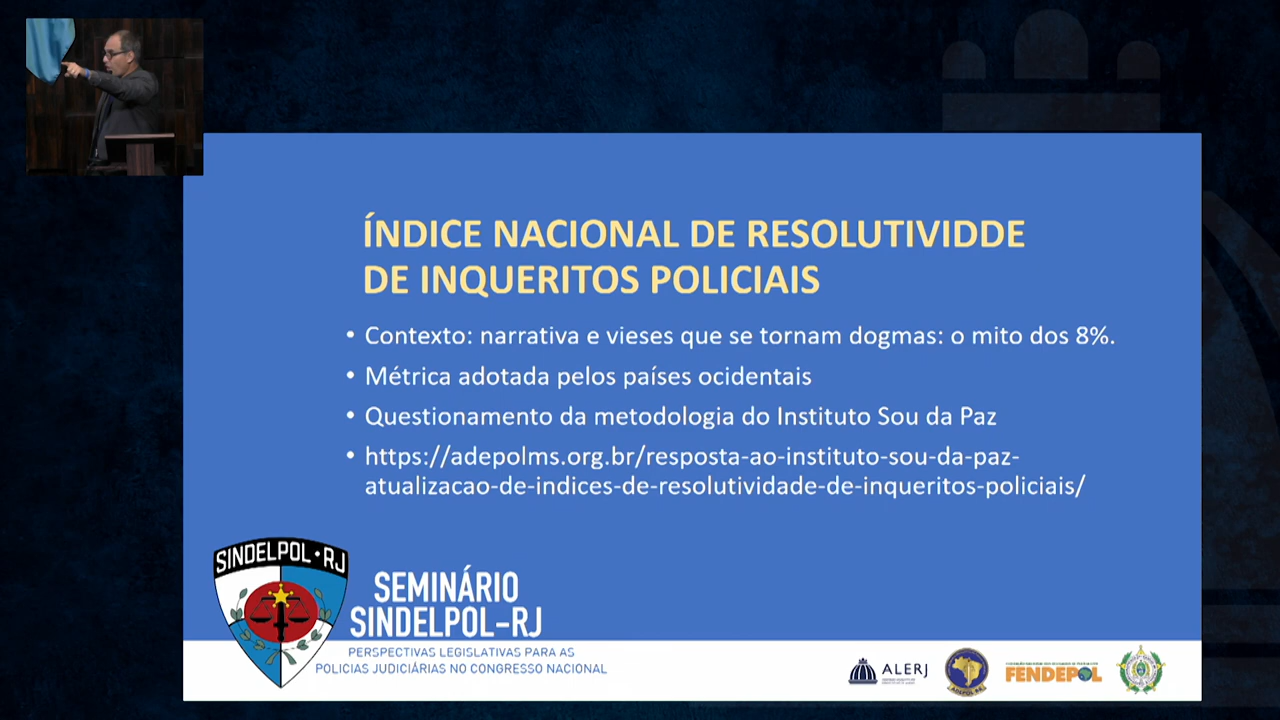 ÍNDICE NACIONAL DE RESOLUTIVIDDE
DE INQUERITOS POLICIAIS
• Contexto: narrativa e vieses que se tornam dogmas: o mito dos 8%.
• Métrica adotada pelos países ocidentais
• Questionamento da metodologia do Instituto Sou da Paz
• https://adepolms.org.br/resposta-ao-instituto-sou-da-paz-
atualizacao-de-indices-de-resolutividade-de-inqueritos-policiais/
SINDELPOL • RJ
SEMINÁRIO
SINDELPOL-RJ
PERSPECTIVAS LEGISLATIVAS PARA AS
POLICIAS JUDICIÁRIAS NO CONGRESSO NACIONAL
ALERJ
FENDEPOL